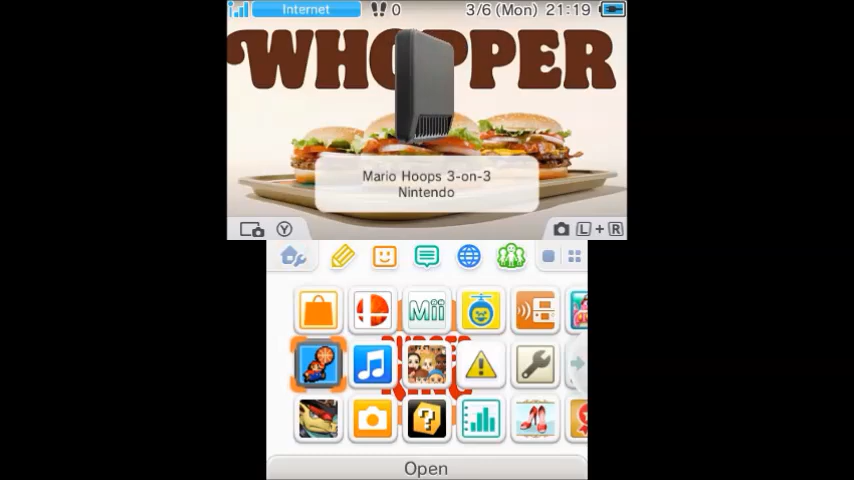 Internet
0
3/6 (Mon) 21:19
WHOPPER
Mario Hoops 3-on-3
Nintendo
Y
L + R
Mii
?
Open